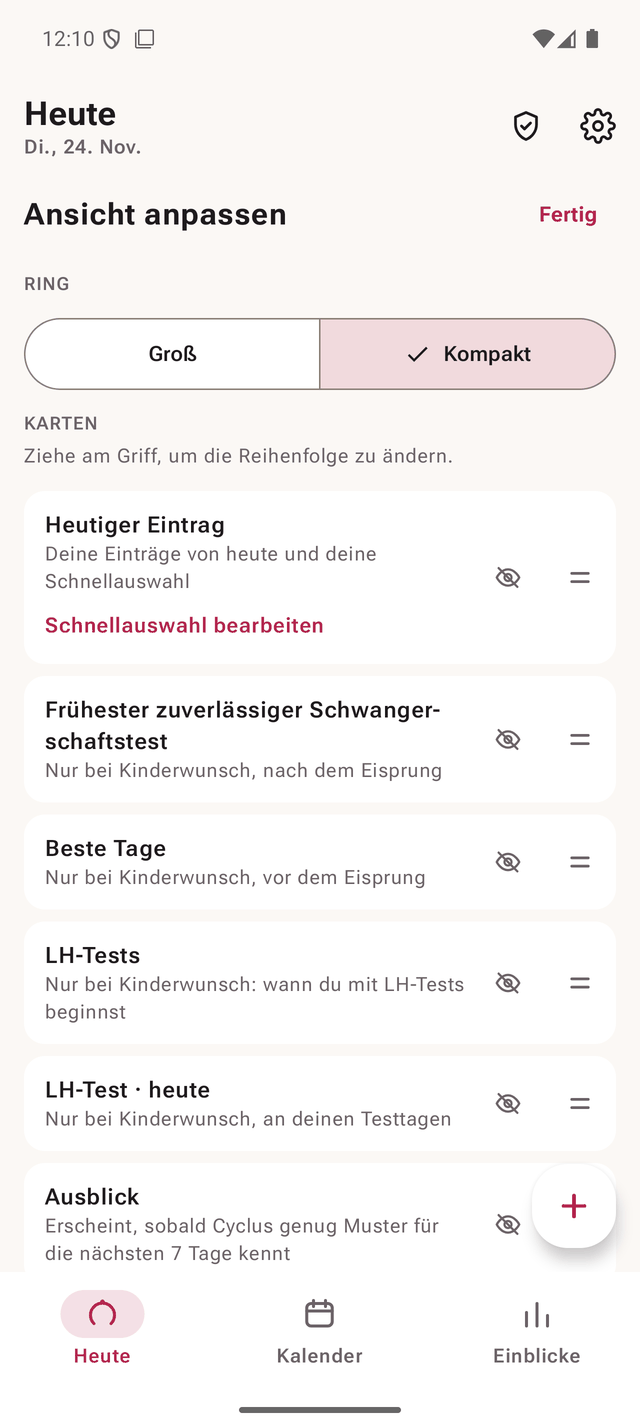 12:10
Heute
Di., 24. Nov.
Ansicht anpassen
Fertig
RING
Groß
Kompakt
KARTEN
Ziehe am Griff, um die Reihenfolge zu ändern.
Heutiger Eintrag
Deine Einträge von heute und deine
Schnellauswahl
Schnellauswahl bearbeiten
Frühester zuverlässiger Schwanger-
schaftstest
Nur bei Kinderwunsch, nach dem Eisprung
Beste Tage
Nur bei Kinderwunsch, vor dem Eisprung
LH-Tests
Nur bei Kinderwunsch: wann du mit LH-Tests
beginnst
LH-Test · heute
Nur bei Kinderwunsch, an deinen Testtagen
Ausblick
Erscheint, sobald Cyclus genug Muster für
die nächsten 7 Tage kennt
Heute
Kalender
Einblicke